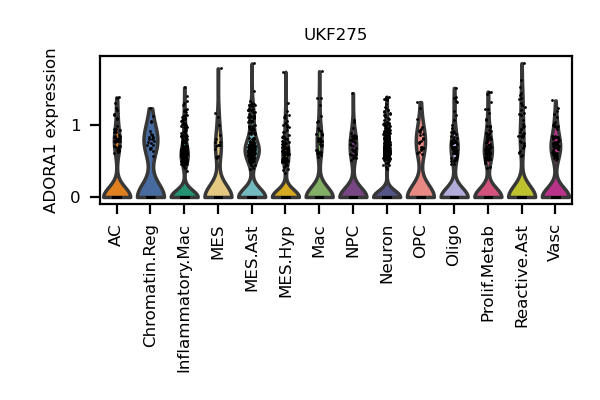 UKF275
ADORA1 expression
1
0
AC
Chromatin.Reg
Inflammatory.Mac
MES
MES.Ast
MES.Hyp
Mac
NPC
Neuron
OPC
Oligo
Prolif.Metab
Reactive.Ast
Vasc